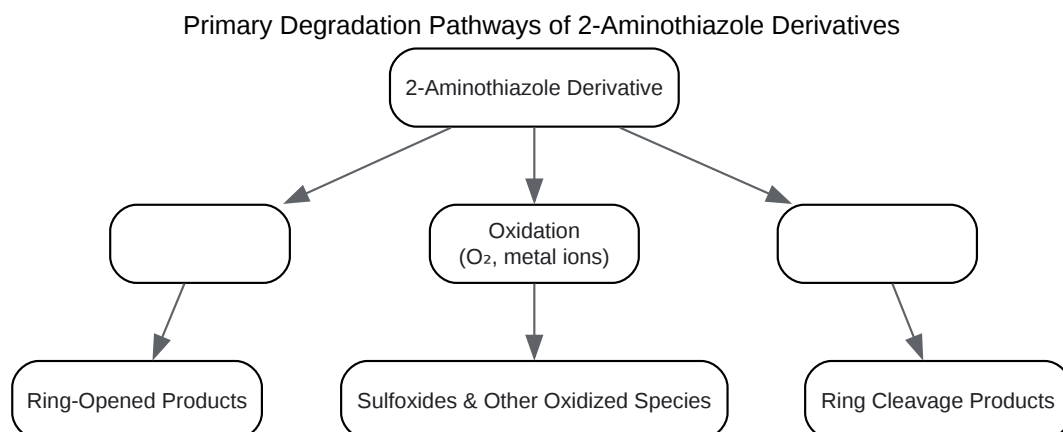 Primary Degradation Pathways of 2-Aminothiazole Derivatives
2-Aminothiazole Derivative
Oxidation
(O₂, metal ions)
Ring-Opened Products
Sulfoxides & Other Oxidized Species
Ring Cleavage Products